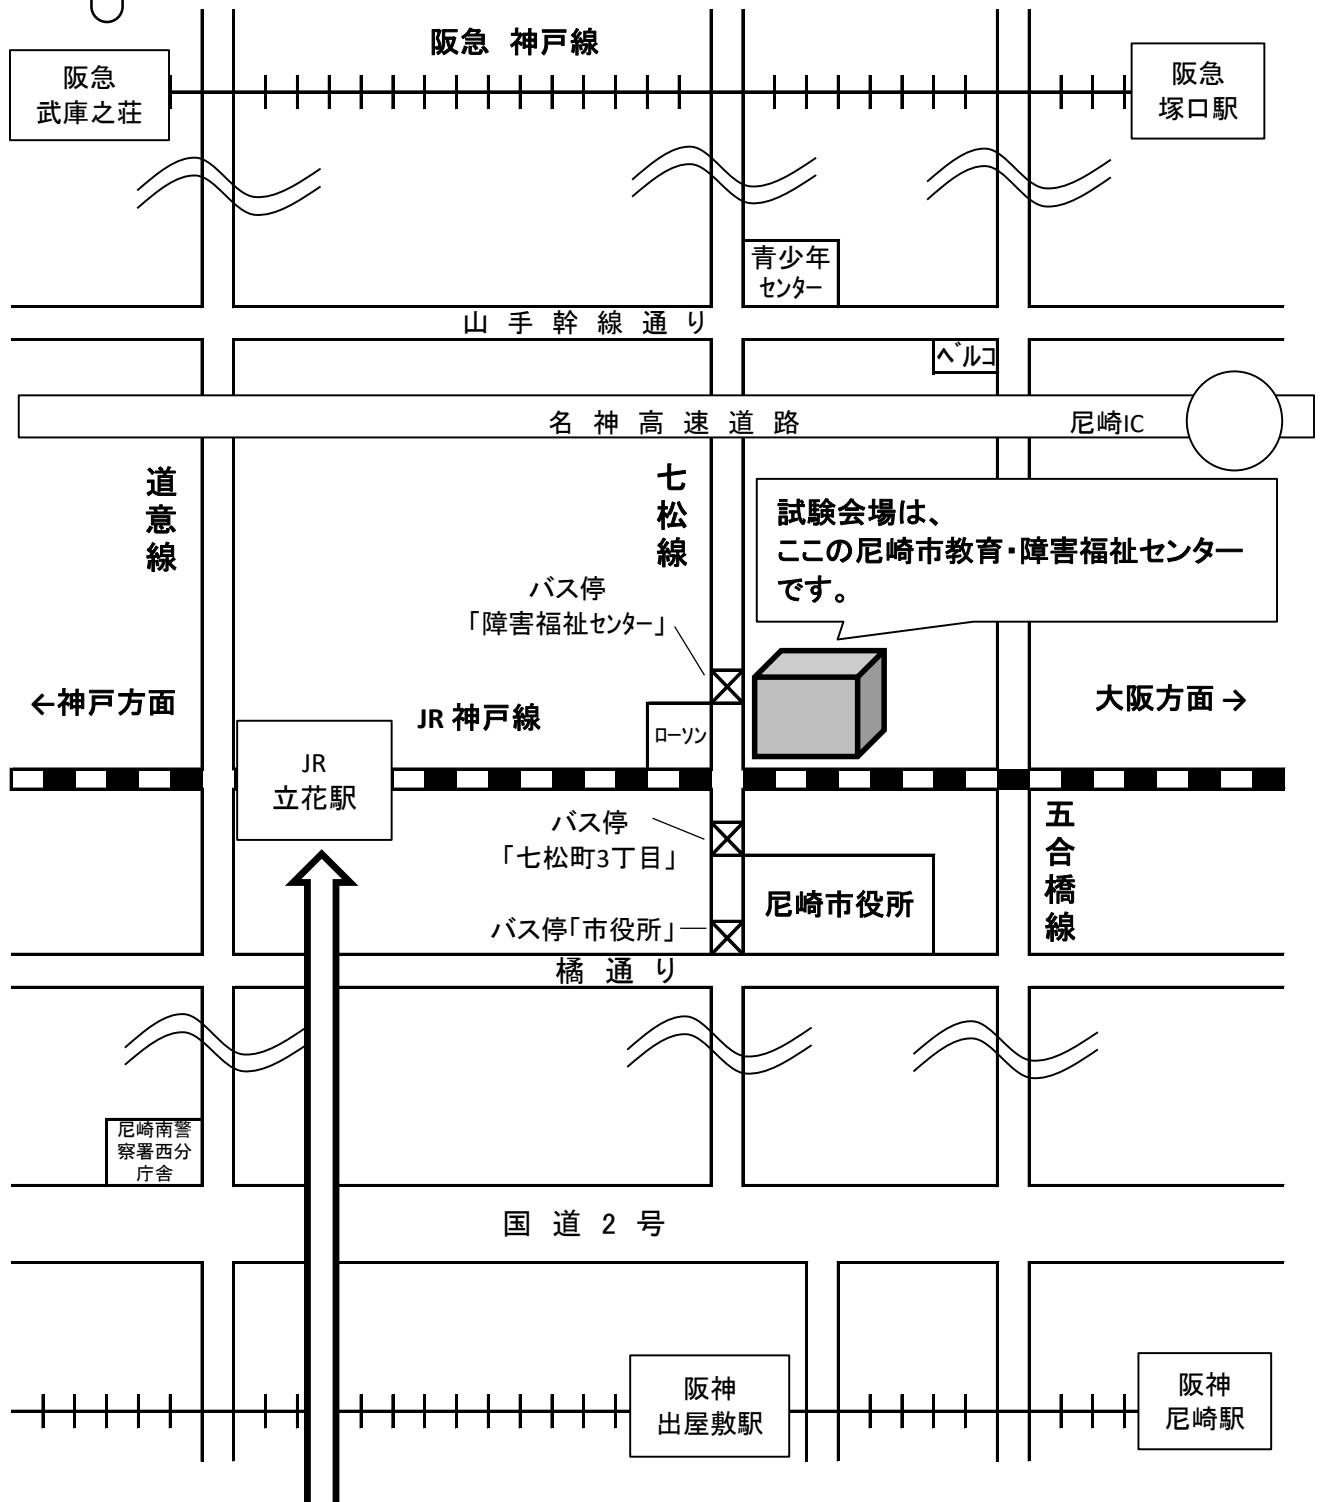 阪急 神戸線
阪急
武庫之荘
阪急
塚口駅
青少年
センター
山手幹線通り
ベルコ
名神高速道路
尼崎IC
道意線
七松線
試験会場は、
ここの尼崎市教育・障害福祉センター
です。
バス停
「障害福祉センター」
←神戸方面
JR 神戸線
大阪方面→
ローソン
JR
立花駅
バス停
「七松町3丁目」
五合橋線
尼崎市役所
バス停「市役所」
橘通り
尼崎南警
察署西分
庁舎
国道2号
阪神
出屋敷駅
阪神
尼崎駅